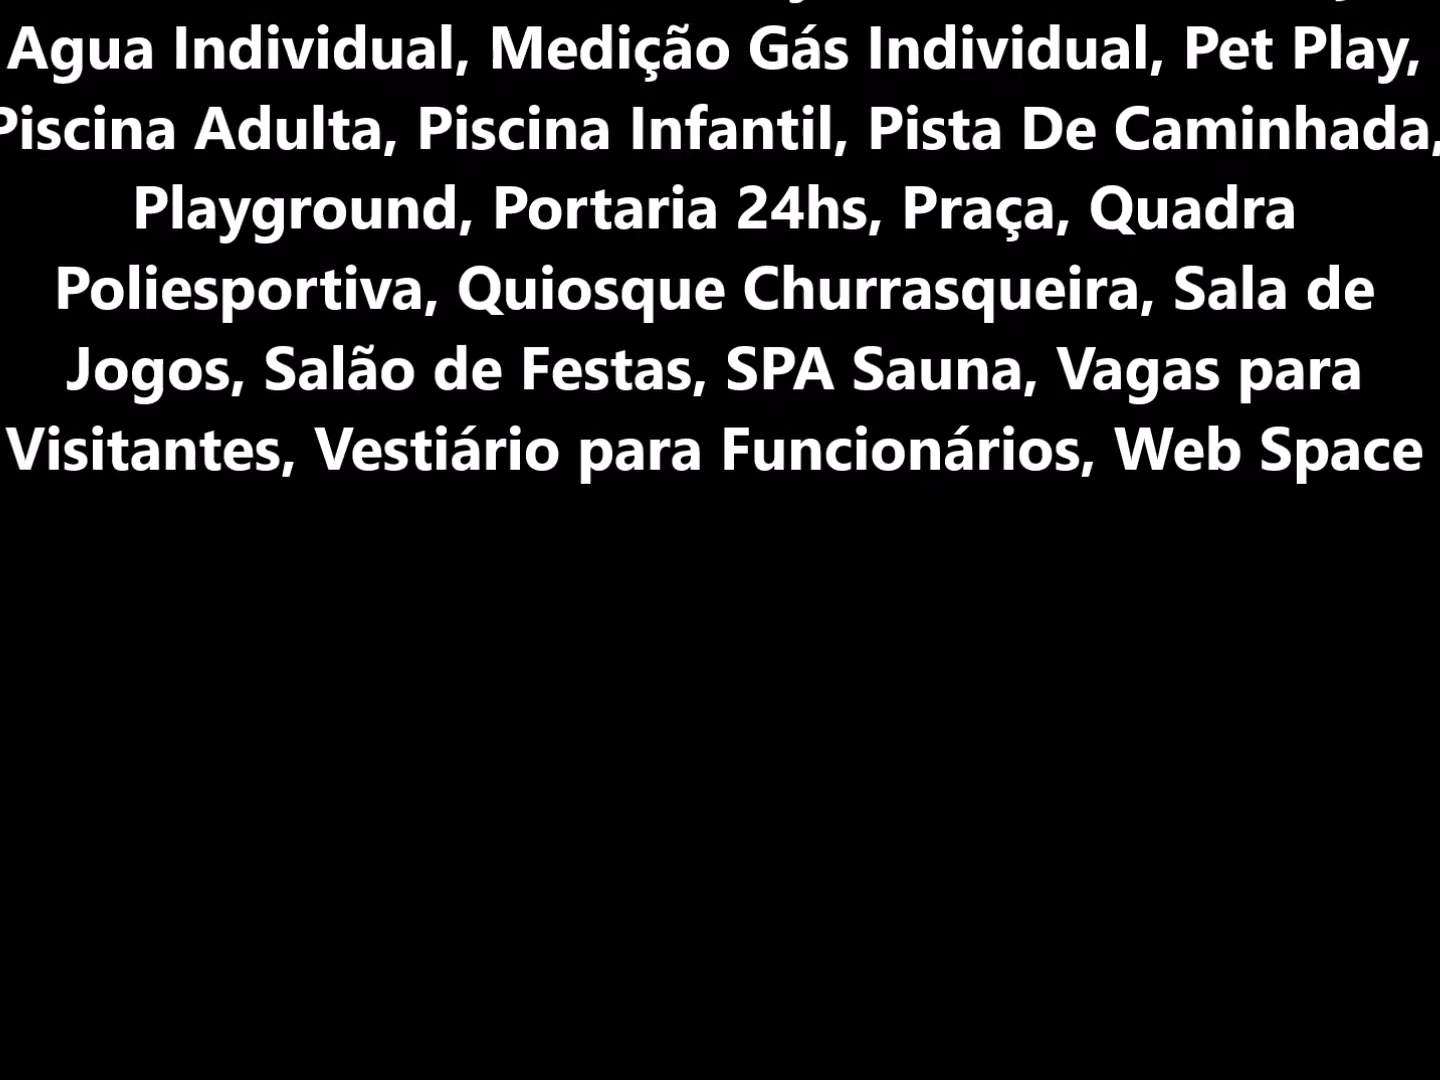 Agua Individual, Medição Gás Individual, Pet Play,
Piscina Adulta, Piscina Infantil, Pista De Caminhada,
Playground, Portaria 24hs, Praça, Quadra
Poliesportiva, Quiosque Churrasqueira, Sala de
Jogos, Salão de Festas, SPA Sauna, Vagas para
Visitantes, Vestiário para Funcionários, Web Space